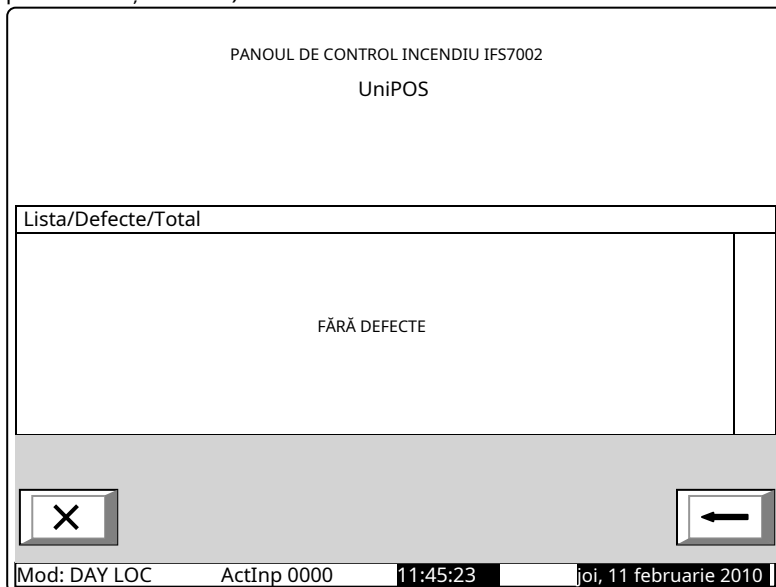 PANOUL DE CONTROL INCENDIU IFS7002
UniPOS
Lista/Defecte/Total
FĂRĂ DEFECTE
Mod: DAY LOC ActInp 0000 11:45:23 joi, 11 februarie 2010